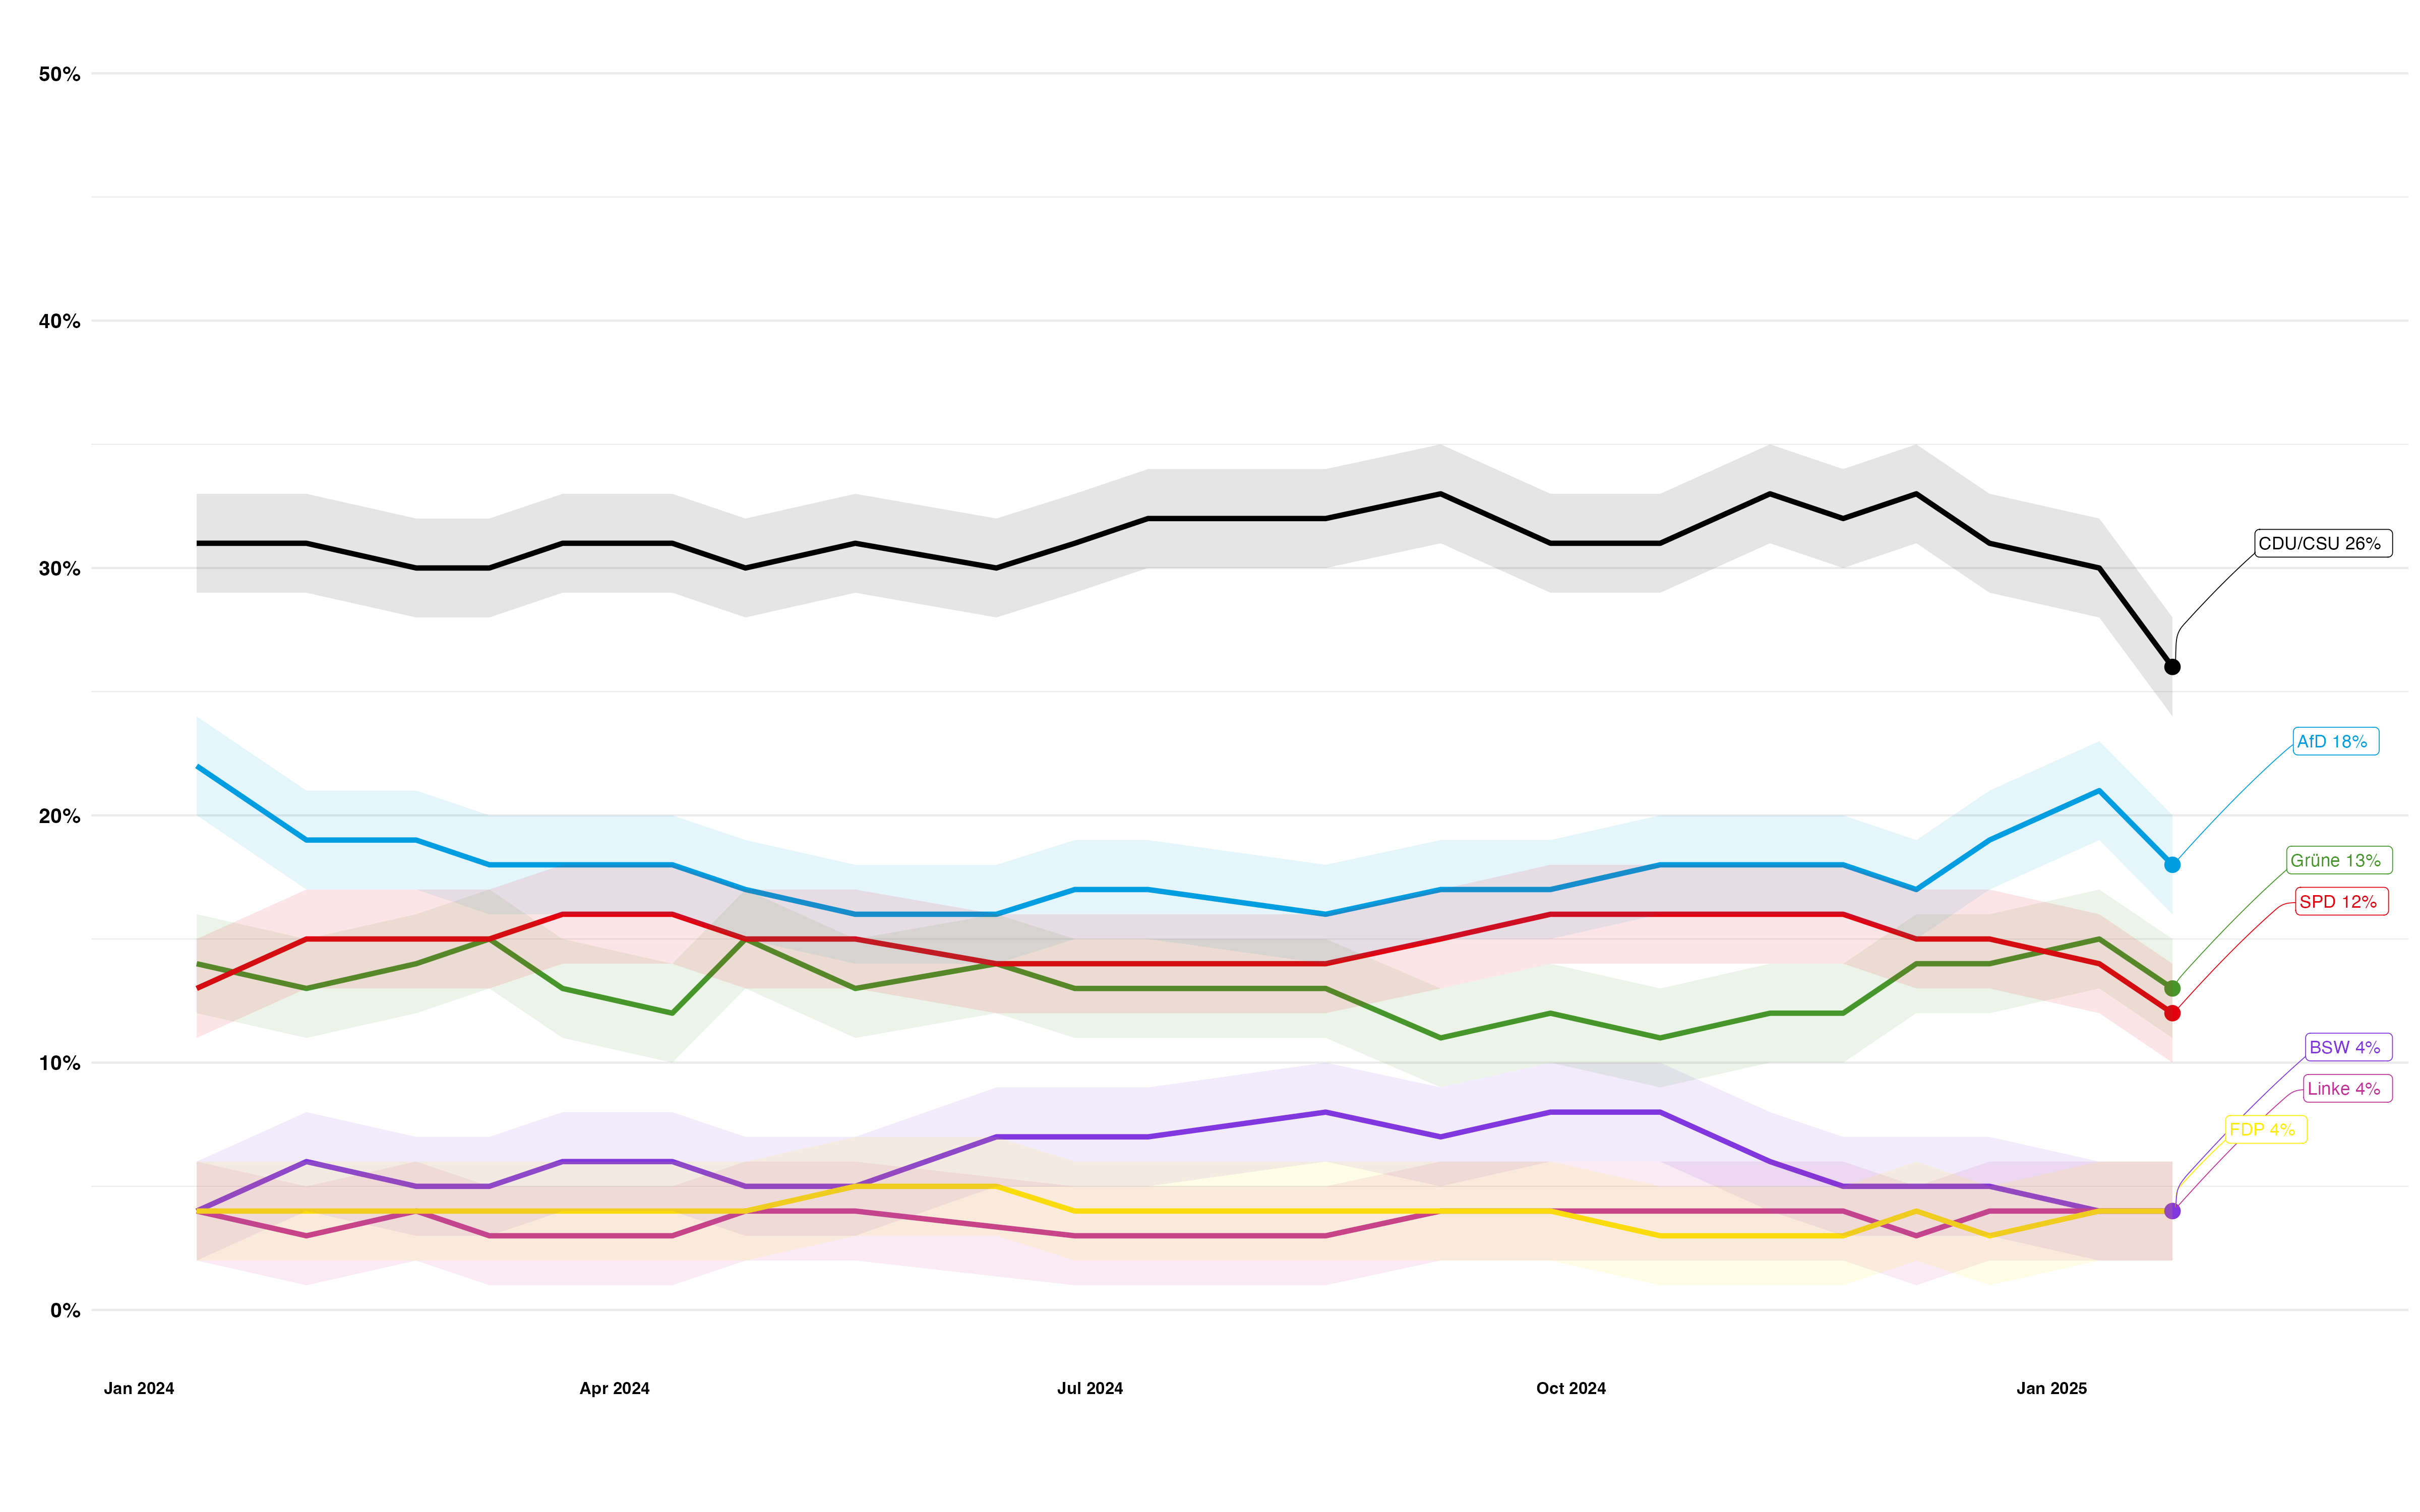 50%
40%
30%
20%
10%
0%
CDU/CSU 26%
AfD 18%
Grüne 13%
SPD 12%
BSW 4%
Linke 4%
FDP 4%
Jan 2024
Apr 2024
Jul 2024
Oct 2024
Jan 2025